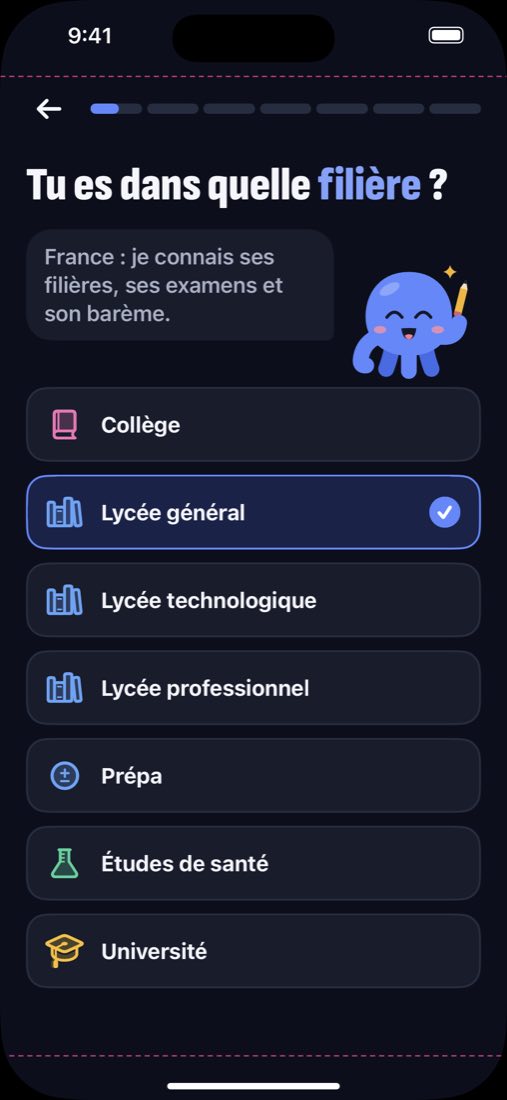 9:41
Tu es dans quelle filière ?
France : je connais ses
filières, ses examens et
son barème.
Collège
Lycée général
Lycée technologique
Lycée professionnel
Prépa
Études de santé
Université